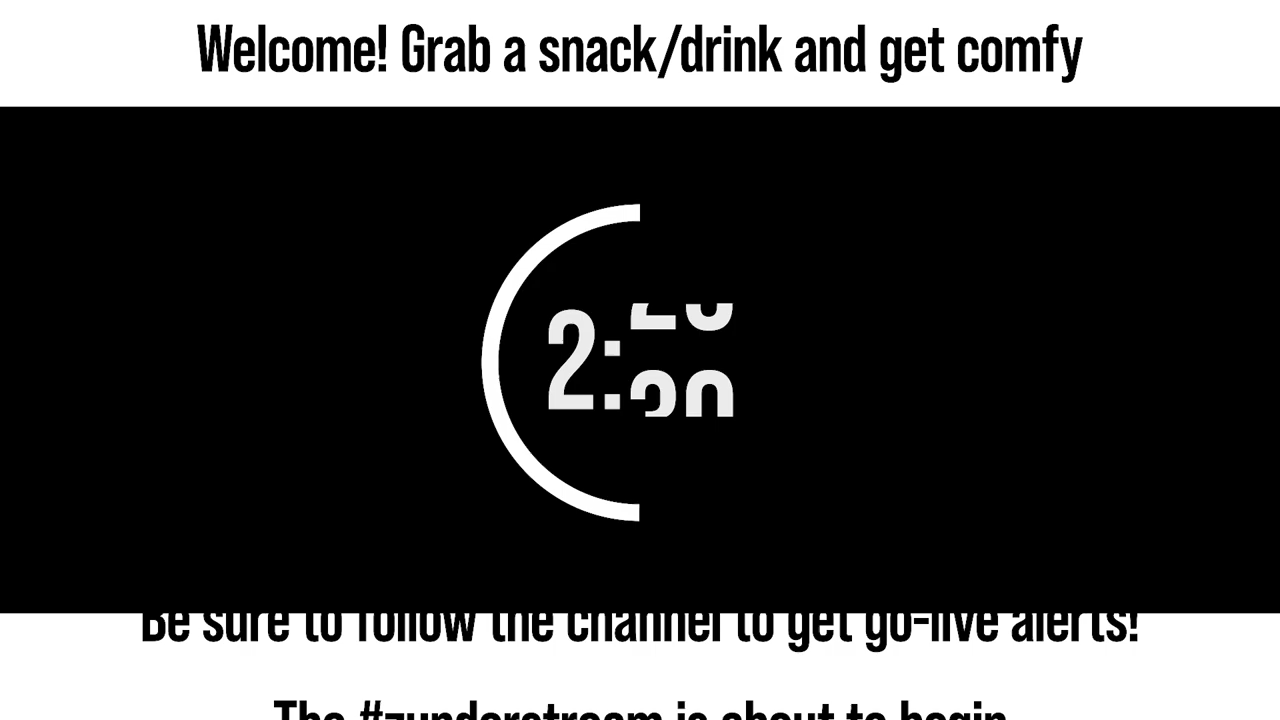 Welcome! Grab a snack/drink and get comfy
2:
Be sure to follow the channel to get go-live alerts!
The #zunderstream is about to begin